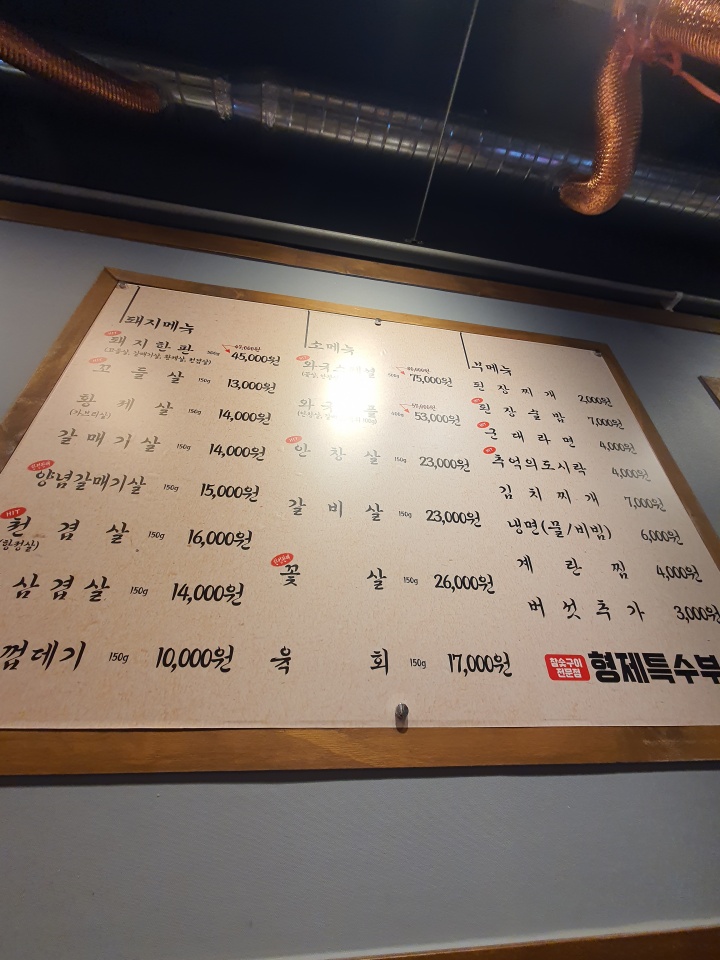 돼지메뉴
돼지한판 500g 45,000원
꼬들살 150g 13,000원
황제살 150g 14,000원
(가브리살)
갈매기살 150g 14,000원
양념갈매기살 150g 15,000원
HIT
천겹살 150g 16,000원
(항정살)
삼겹살 150g 14,000원
껍데기 150g 10,000원
소메뉴
75,000원
53,000원
안창살 150g 23,000원
갈비살 150g 23,000원
꽃살 150g 26,000원
육회 150g 17,000원
부메뉴
된장찌개 2,000원
된장술밥 7,000원
근대라면 4,000원
추억의도시락 4,000원
김치찌개 7,000원
냉면(물/비빔) 6,000원
계란찜 4,000원
버섯추가 3,000원
참숯구이
전문점
형제특수부